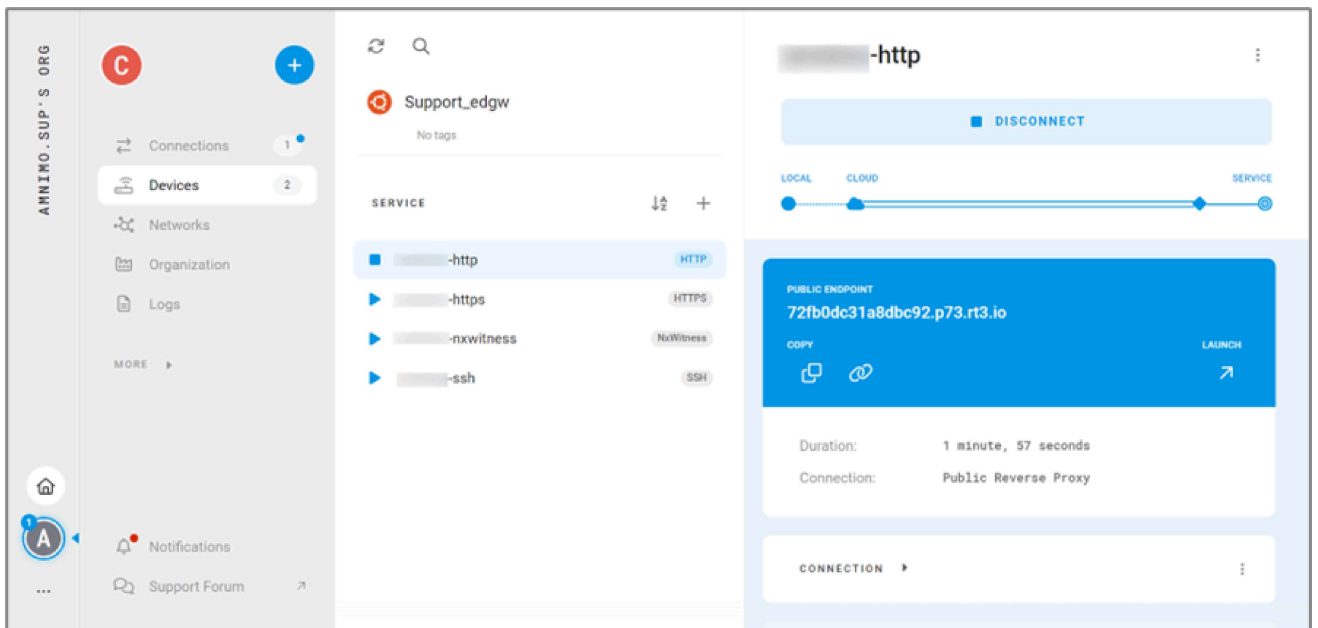 AMNIMO.SUP'S ORG
C
Connections 1
Devices 2
Networks
Organization
Logs
MORE
1
A
Notifications
Support Forum
Support_edgw
No tags
SERVICE
-http HTTP
-https HTTPS
-nxwitness NxWitness
-ssh SSH
-http
DISCONNECT
LOCAL CLOUD SERVICE
PUBLIC ENDPOINT
72fb0dc31a8dbc92.p73.rt3.io
COPY LAUNCH
Duration: 1 minute, 57 seconds
Connection: Public Reverse Proxy
CONNECTION